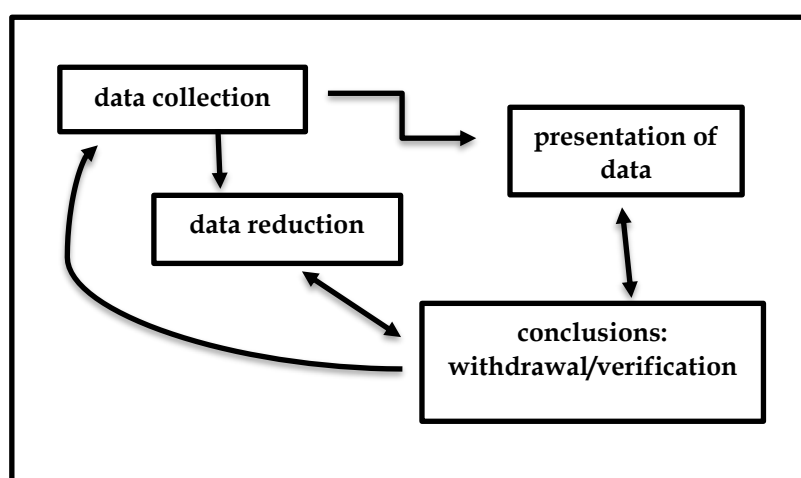 data collection
presentation of
data
data reduction
conclusions:
withdrawal/verification